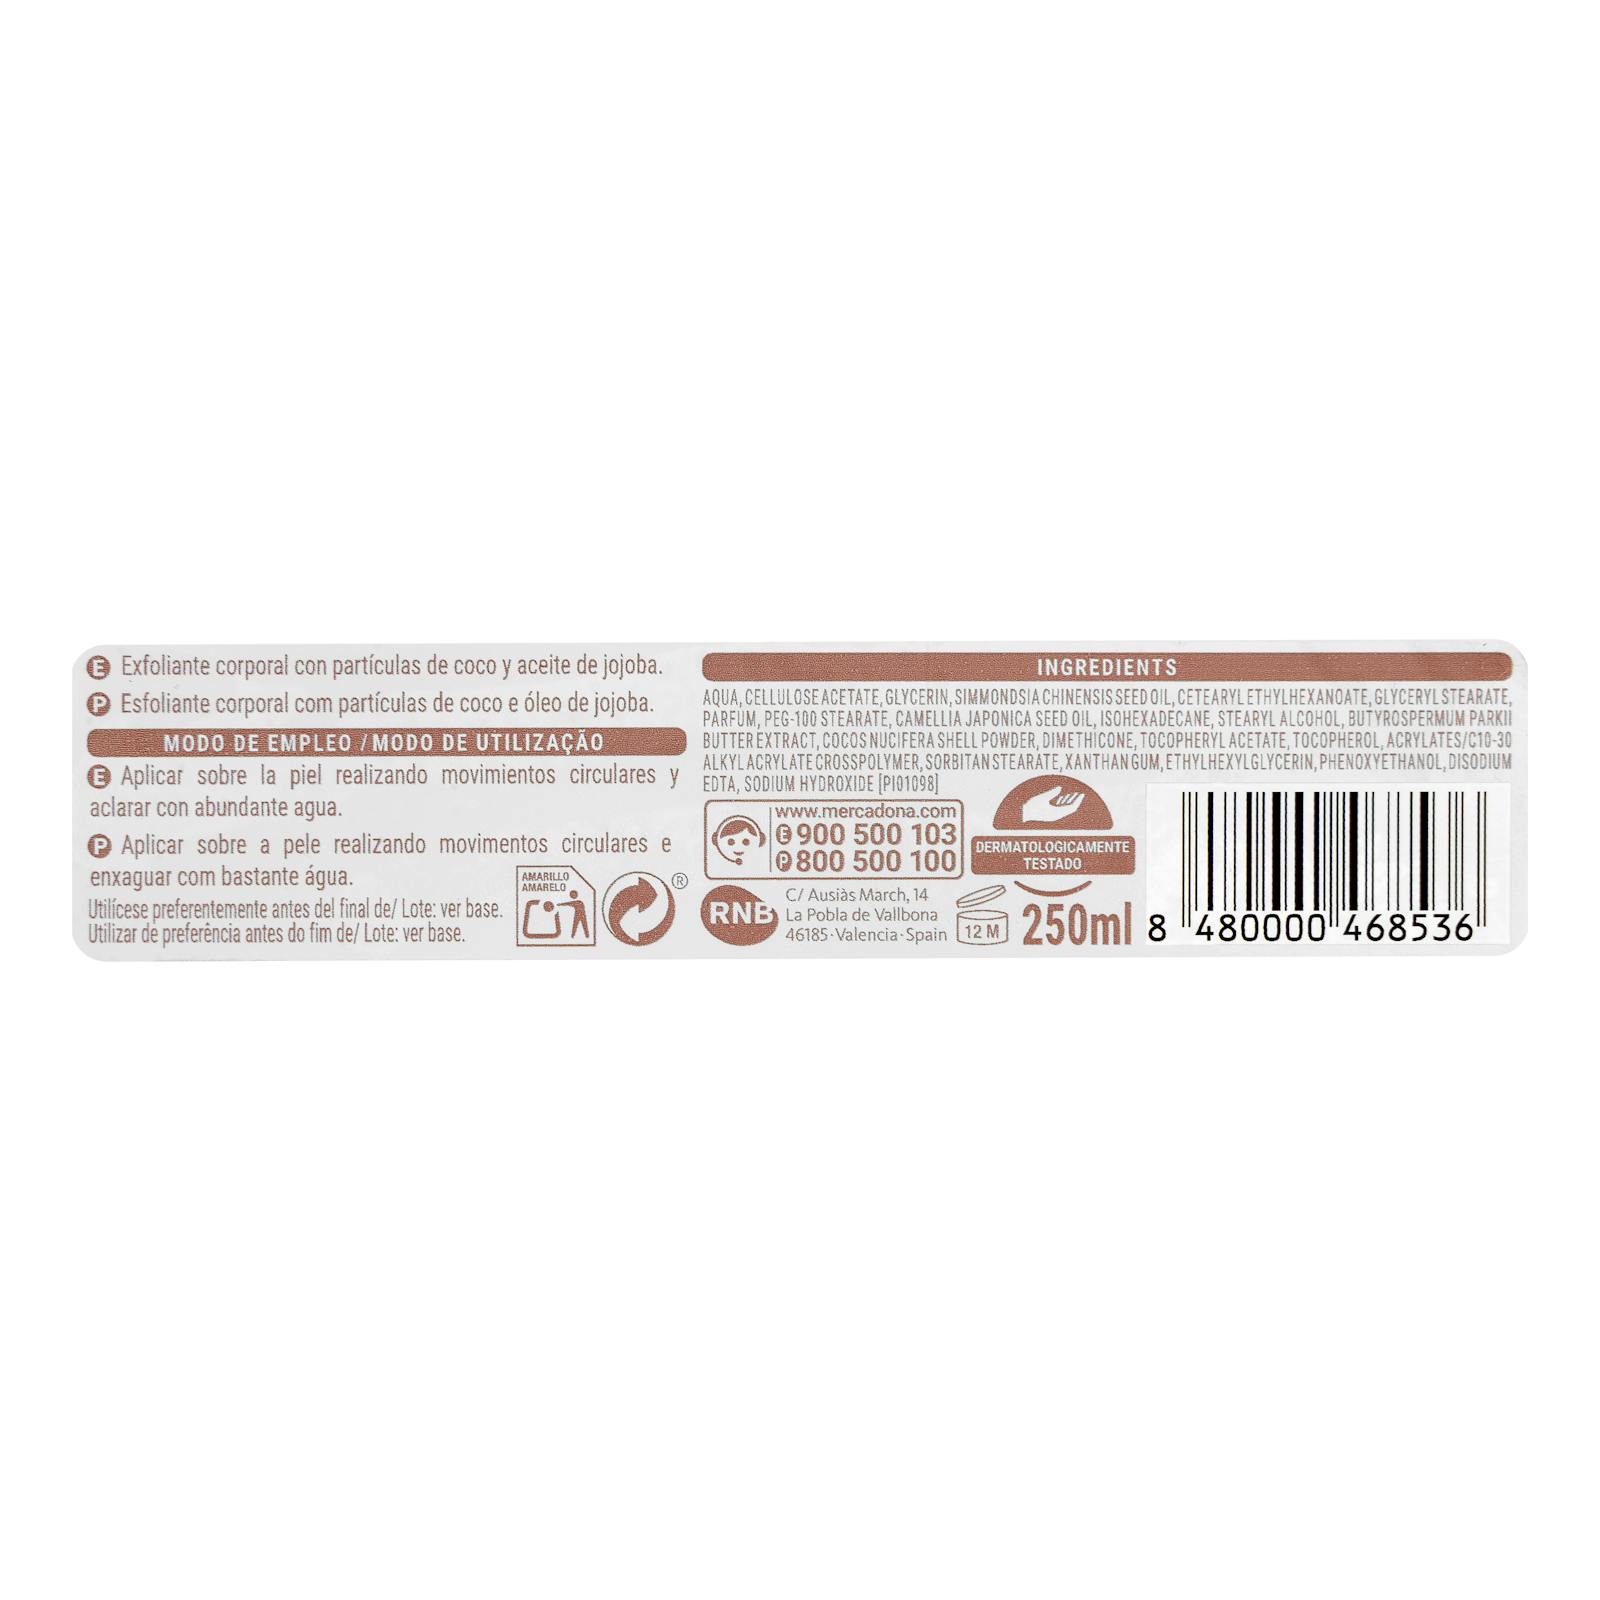 E Exfoliante corporal con partículas de coco y aceite de jojoba.
P Esfoliante corporal com partículas de coco e óleo de jojoba.
MODO DE EMPLEO / MODO DE UTILIZAÇÃO
E Aplicar sobre la piel realizando movimientos circulares y
aclarar con abundante agua.
P Aplicar sobre a pele realizando movimentos circulares e
enxaguar com bastante água.
Utilícese preferentemente antes del final de/ Lote: ver base.
Utilizar de preferência antes do fim de/ Lote: ver base.
AMARILLO
AMARELO
®
INGREDIENTS
AQUA, CELLULOSE ACETATE, GLYCERIN, SIMMONDSIA CHINENSIS SEED OIL, CETEARYL ETHYLHEXANOATE, GLYCERYL STEARATE,
PARFUM, PEG-100 STEARATE, CAMELLIA JAPONICA SEED OIL, ISOHEXADECANE, STEARYL ALCOHOL, BUTYROSPERMUM PARKII
BUTTER EXTRACT, COCOS NUCIFERA SHELL POWDER, DIMETHICONE, TOCOPHERYL ACETATE, TOCOPHEROL, ACRYLATES/C10-30
ALKYL ACRYLATE CROSSPOLYMER, SORBITAN STEARATE, XANTHAN GUM, ETHYLHEXYLGLYCERIN, PHENOXYETHANOL, DISODIUM
EDTA, SODIUM HYDROXIDE [PI01098]
www.mercadona.com
E 900 500 103
P 800 500 100
DERMATOLOGICAMENTE
TESTADO
RNB
C/ Ausiàs March, 14
La Pobla de Vallbona
46185·Valencia·Spain
12 M
250ml
8 480000 468536